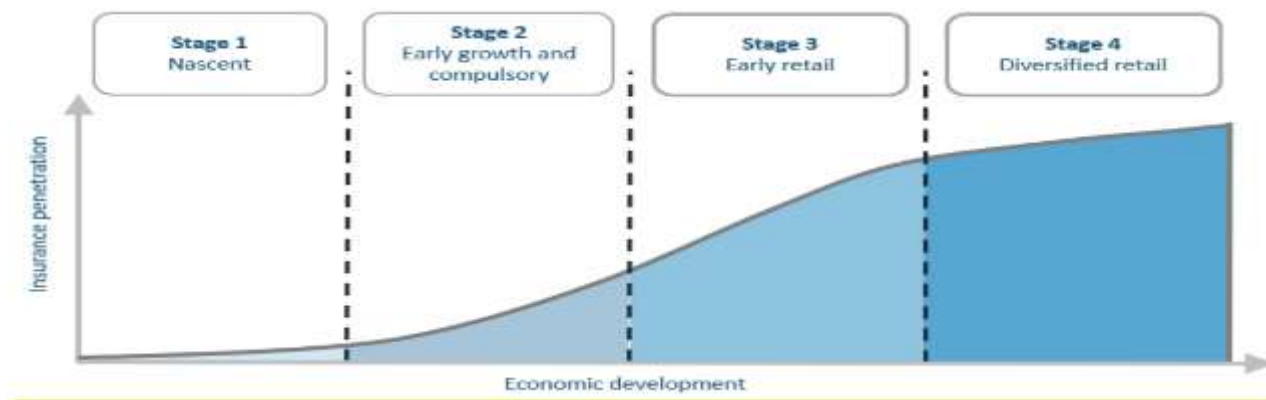 Stage 1
Nascent
Stage 2
Early growth and
compulsory
Stage 3
Early retail
Stage 4
Diversified retail
Insurance penetration
Economic development